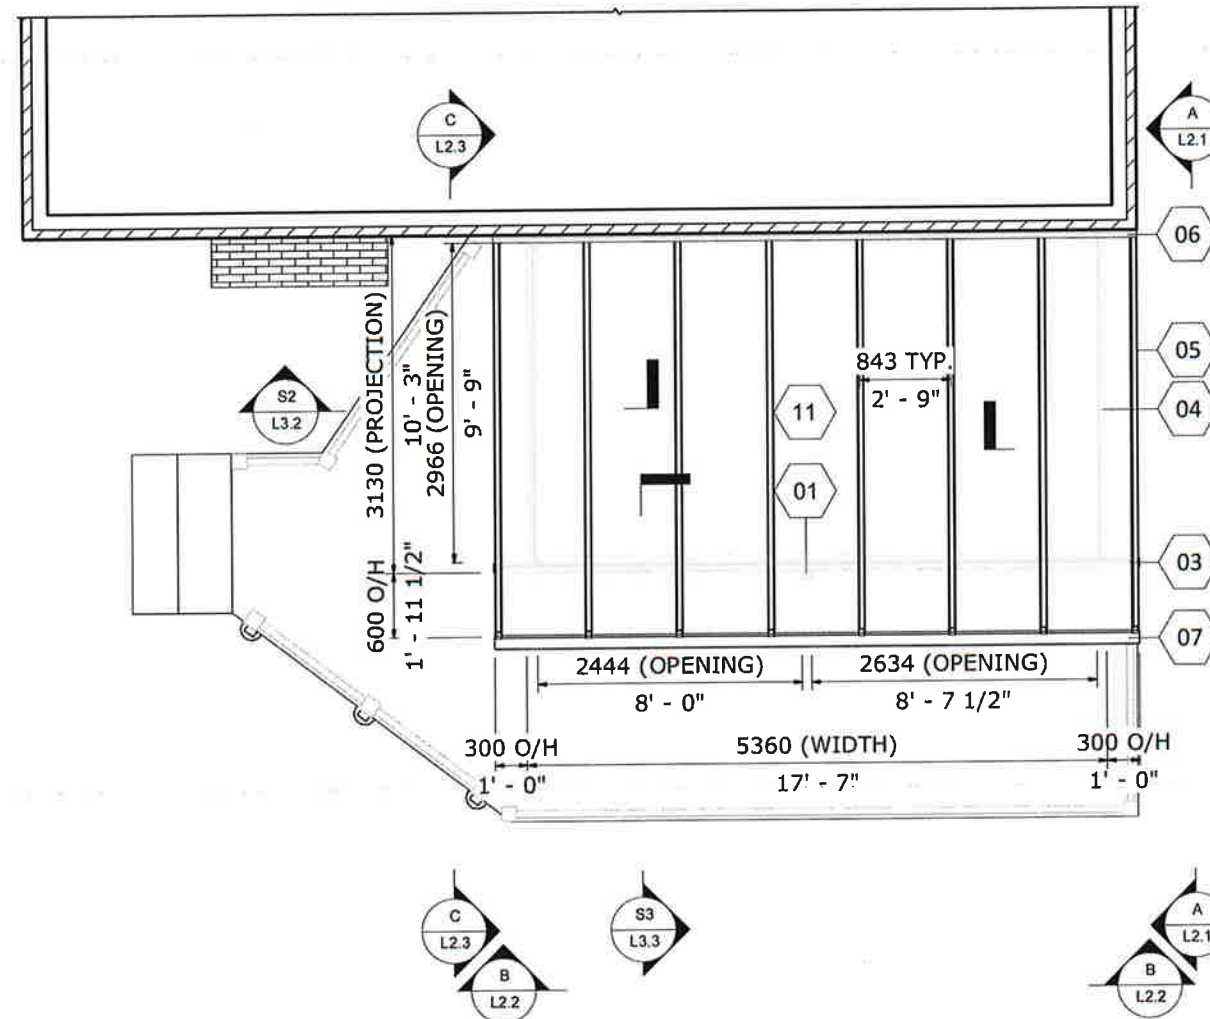 C
L2.3
A
L2.1
06
05
04
03
07
S2
L3.2
3130 (PROJECTION)
10' - 3"
2966 (OPENING)
9' - 9"
600 O/H
1' - 11 1/2"
843 TYP.
2' - 9"
11
01
2444 (OPENING)
8' - 0"
2634 (OPENING)
8' - 7 1/2"
300 O/H
1' - 0"
5360 (WIDTH)
17' - 7"
300 O/H
1' - 0"
C
L2.3
B
L2.2
S3
L3.3
A
L2.1
B
L2.2